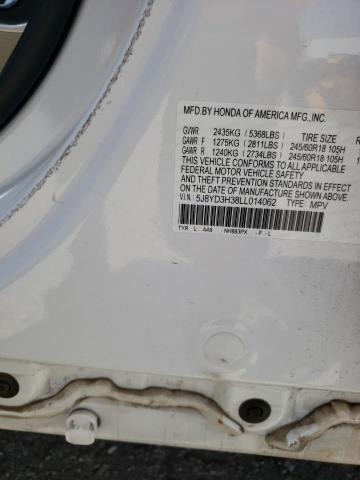 MFD.BY HONDA OF AMERICA MFG.,INC.
GVWR 2435KG (5368LBS) TIRE SIZE R
GAWR F 1275KG (2811LBS) 245/60R18 105H
GAWR R 1240KG (2734LBS) 245/60R18 105H
THIS VEHICLE CONFORMS TO ALL APPLICABLE
FEDERAL MOTOR VEHICLE SAFETY
AND THEFT PREVENTION STANDARDS IN EFFECT
ON THE DATE OF MANUFACTURE SHOWN ABOVE.
V.I.N.: 5J8YD3H38LL014062 TYPE: MPV
TYR L AA8 NH883PX F-L